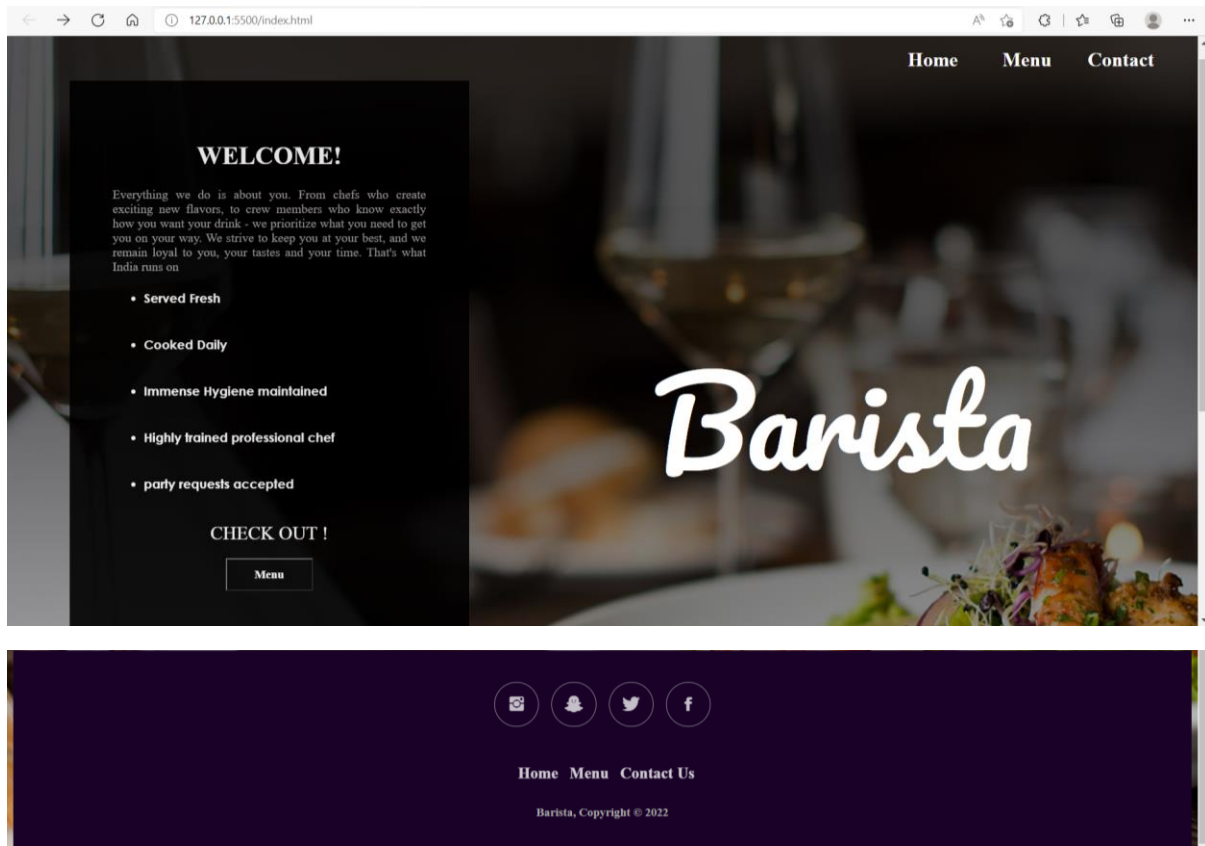 127.0.0.1:5500/index.html
Home Menu Contact
WELCOME!
Everything we do is about you. From chefs who create
exciting new flavors, to crew members who know exactly
how you want your drink - we prioritize what you need to get
you on your way. We strive to keep you at your best, and we
remain loyal to you, your tastes and your time. That's what
India runs on
• Served Fresh
• Cooked Daily
• Immense Hygiene maintained
• Highly trained professional chef
• party requests accepted
CHECK OUT !
Menu
Barista
Home Menu Contact Us
Barista, Copyright © 2022